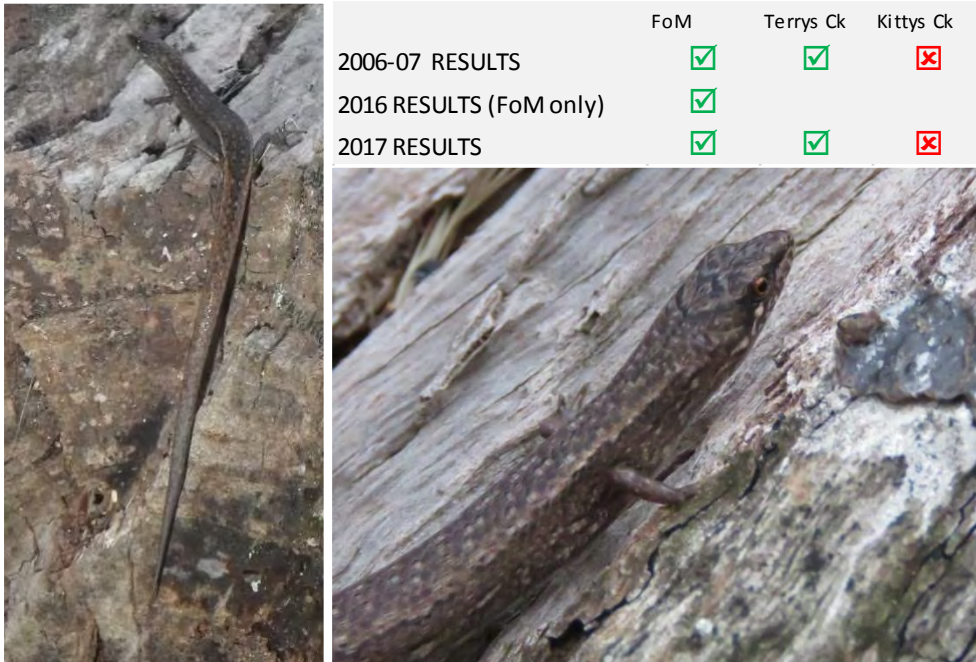 FoM Terrys Ck Kittys Ck
2006-07 RESULTS ☑ ☑ ☒
2016 RESULTS (FoM only) ☑
2017 RESULTS ☑ ☑ ☒